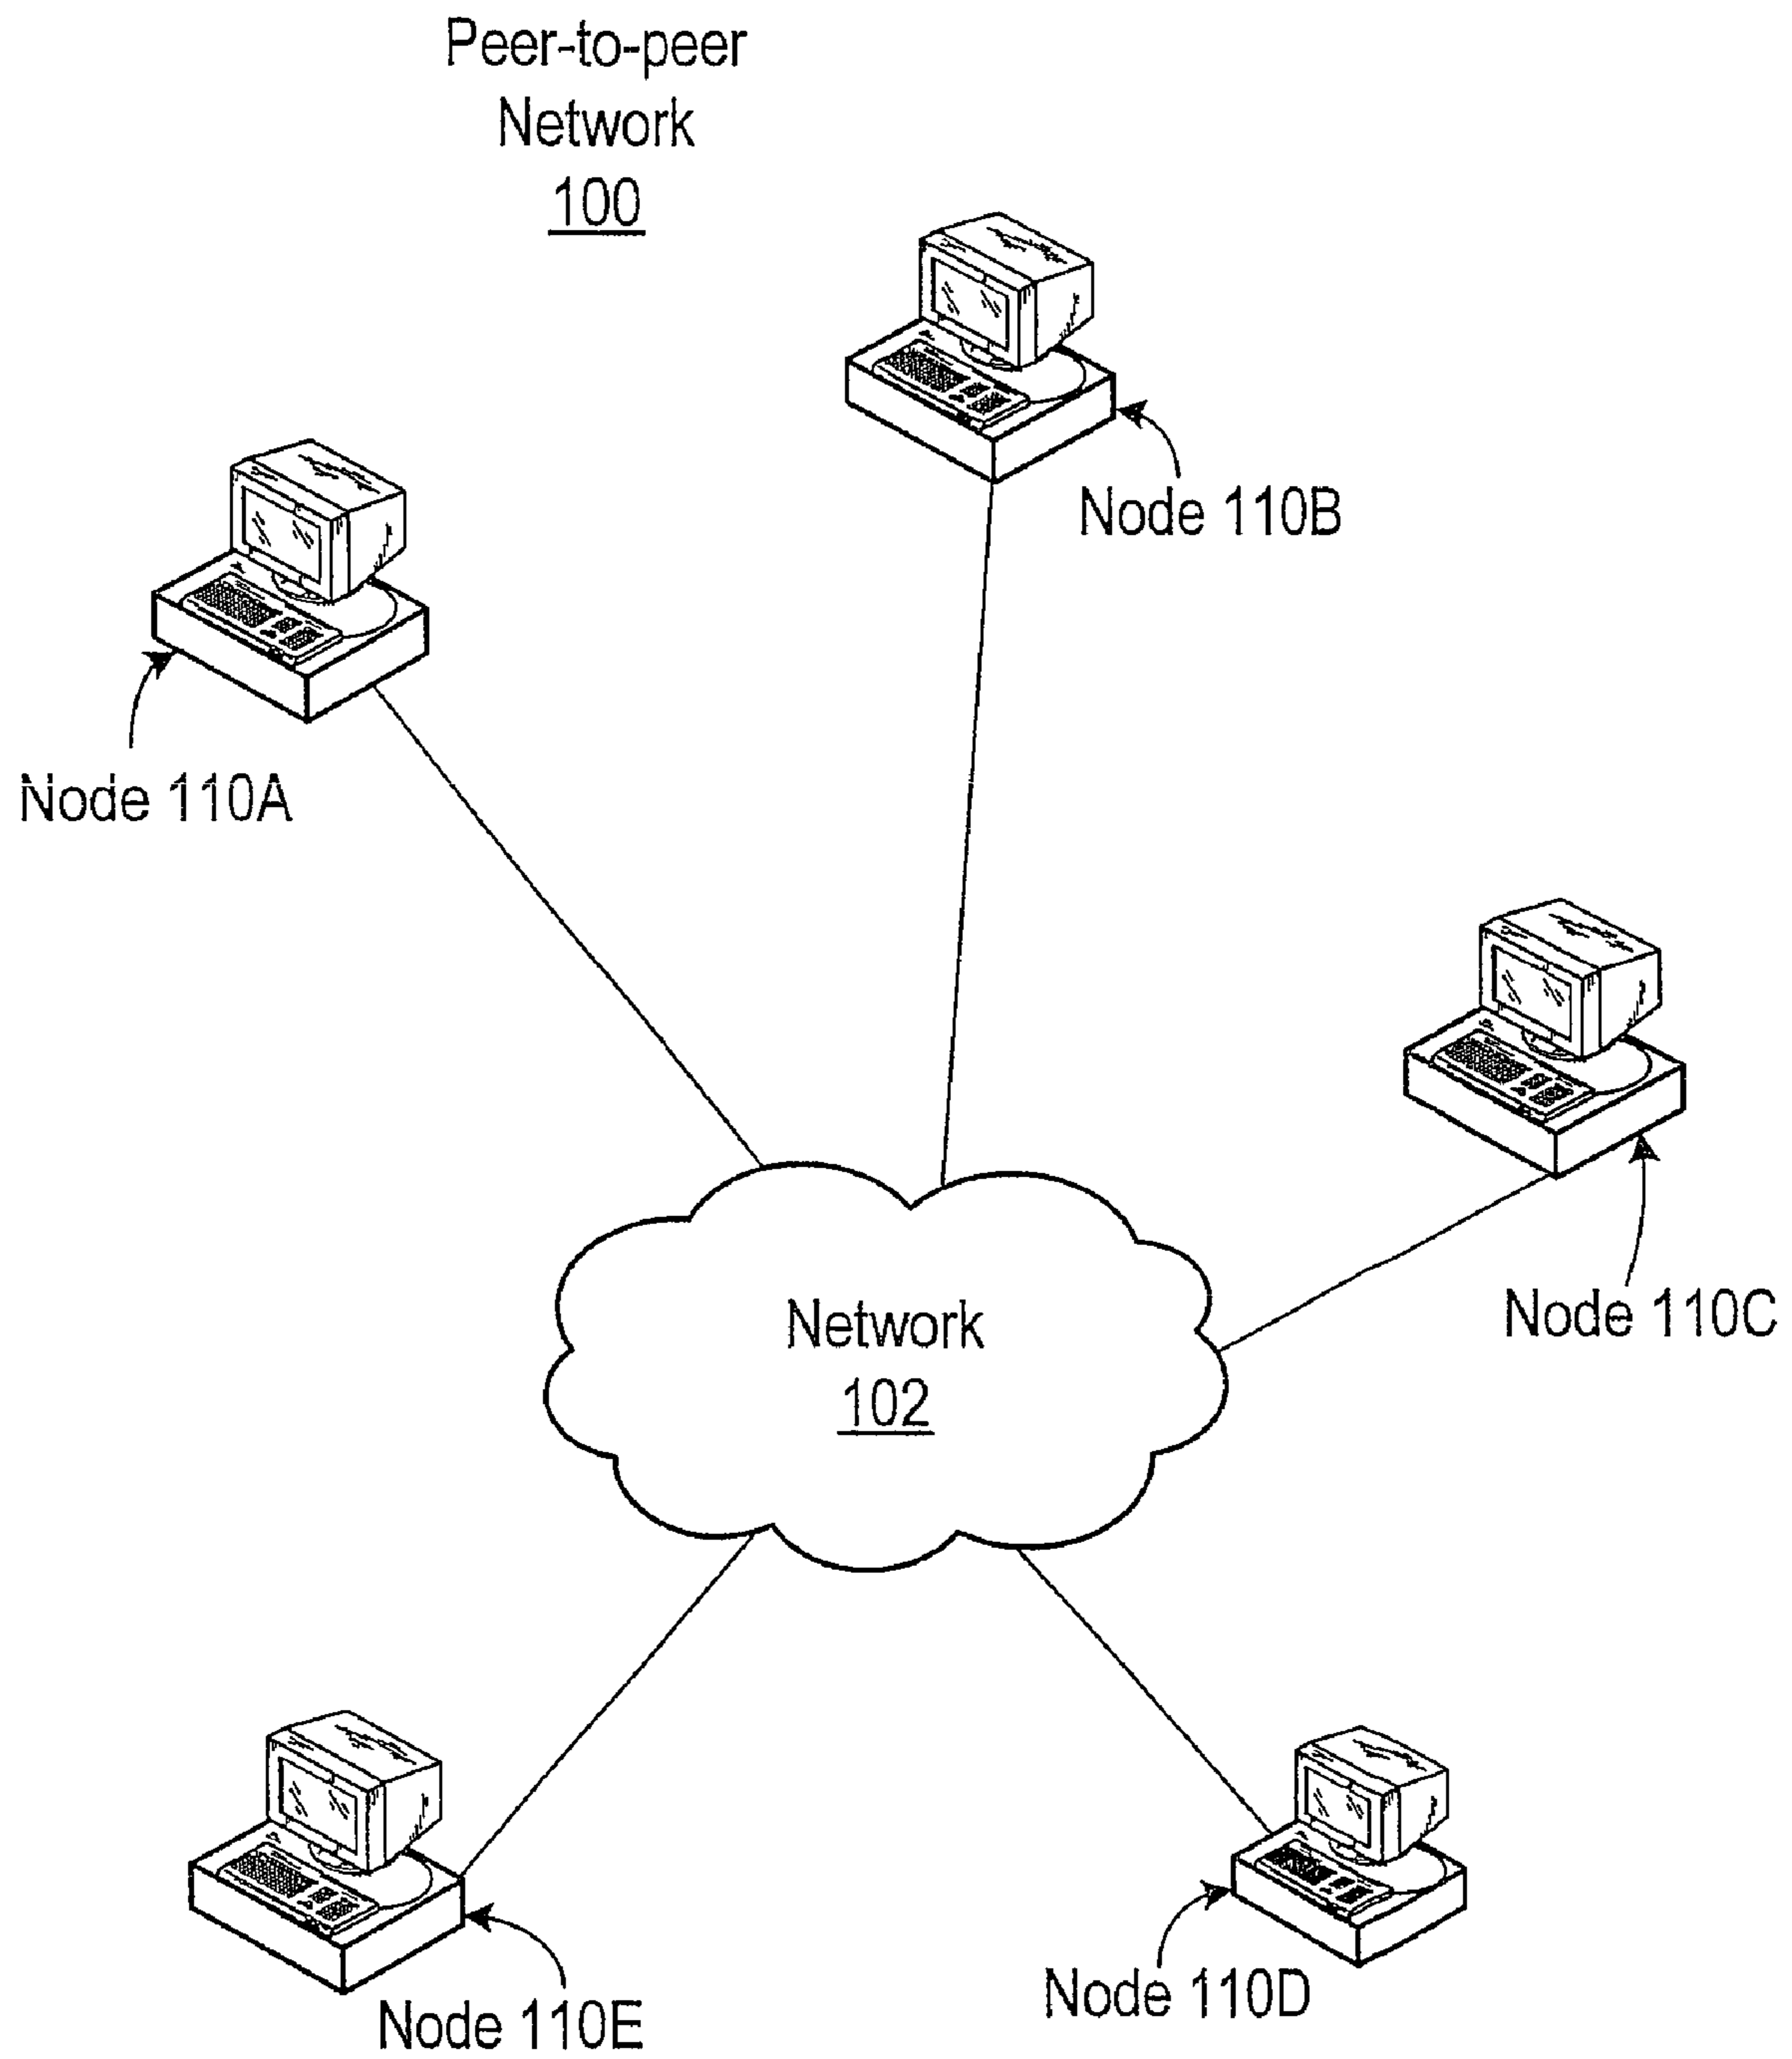 Peer-to-peer
Network
100
Node 110B
Node 110A
Node 110C
Network
102
Node 110D
Node 110E